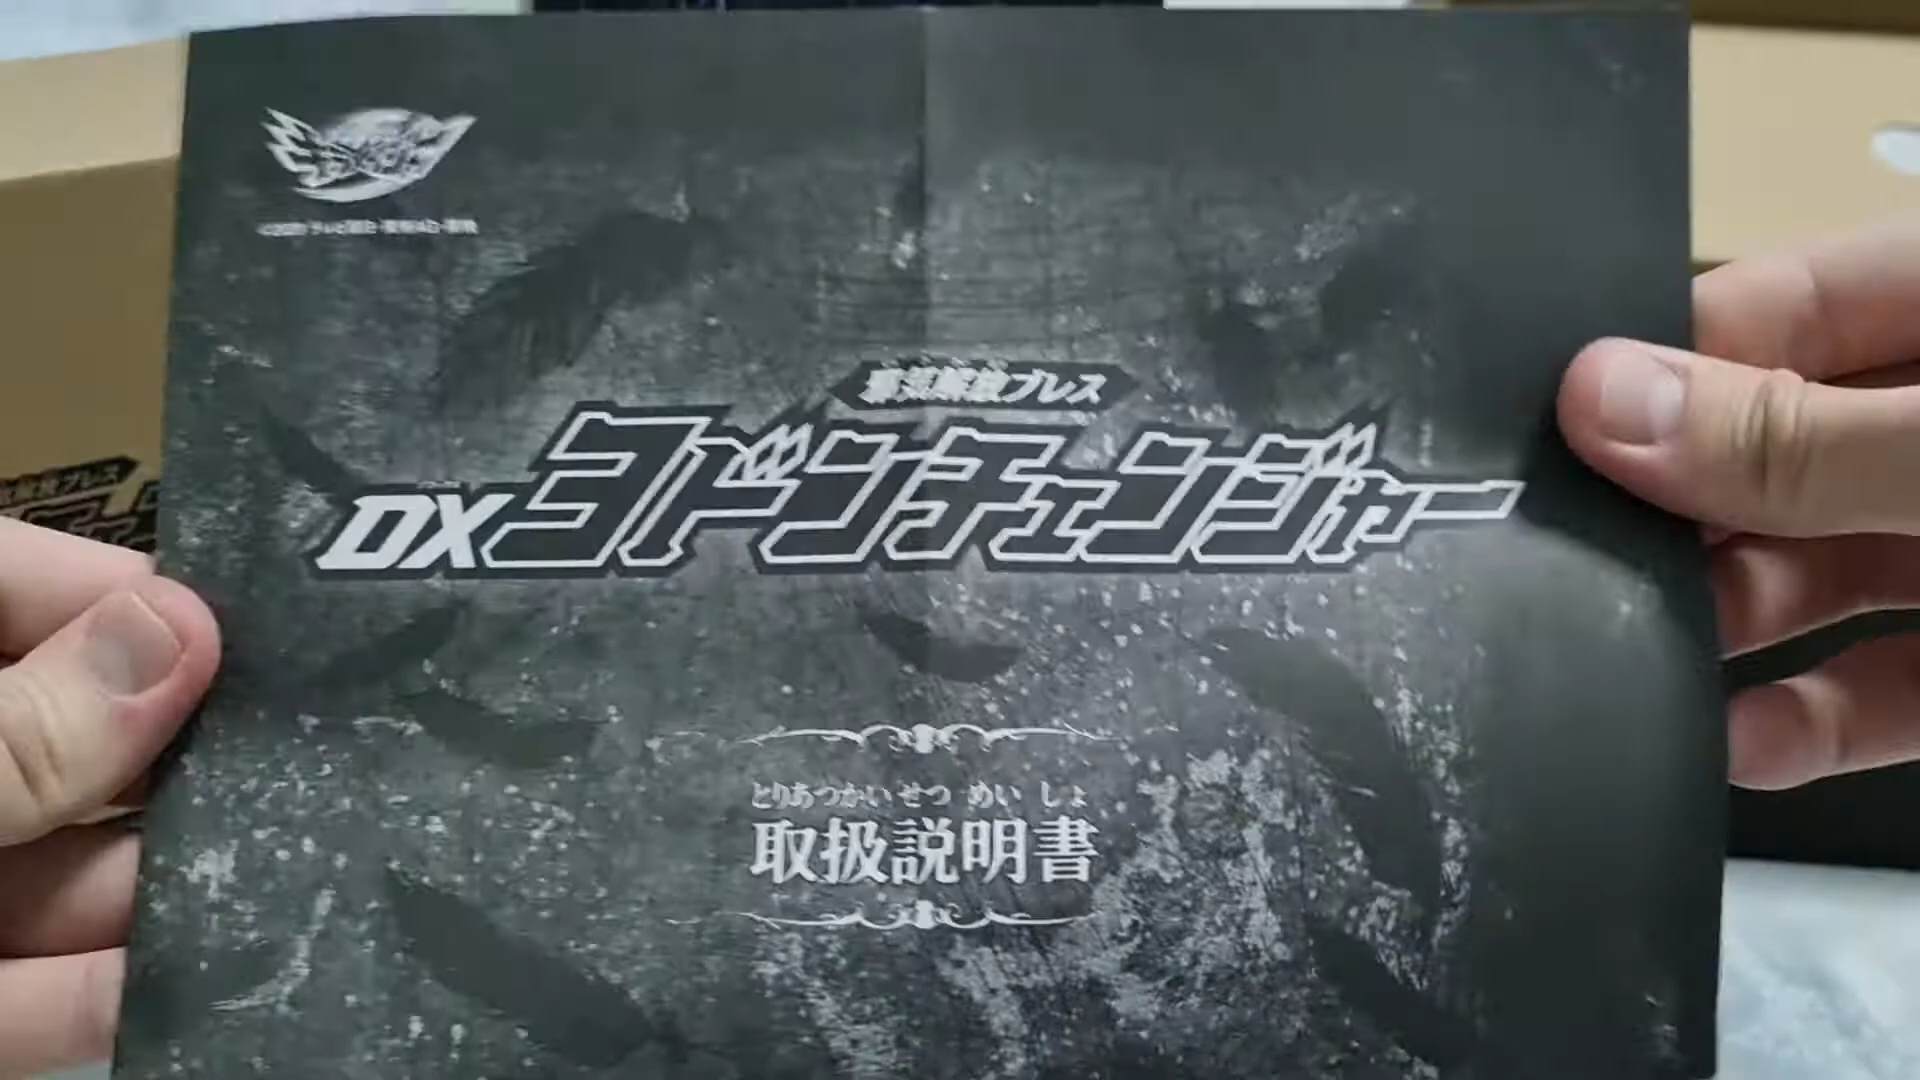 邪気解放ブレス
DXヨドンチェンジャー
とりあつかいせつめいしょ
取扱説明書